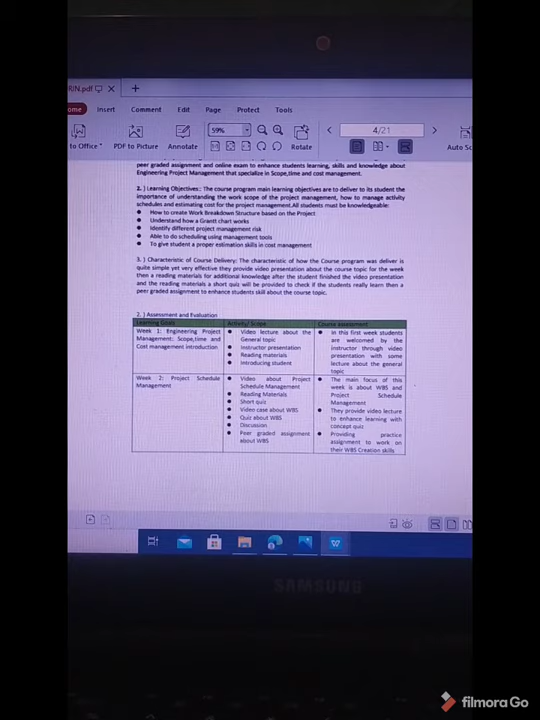 RIN.pdf
ome Insert Comment Edit Page Protect Tools
59% 4/21
to Office PDF to Picture Annotate Rotate Auto Sc
peer graded assignment and online exam to enhance students learning, skills and knowledge about
Engineering Project Management that specialize in Scope,time and cost management.
2. ) Learning Objectives: The course program main learning objectives are to deliver to its student the
importance of understanding the work scope of the project management, how to manage activity
schedules and estimating cost for the project management.All students must be knowledgeable:
● How to create Work Breakdown Structure based on the Project
● Understand how a Grantt chart works
● Identify different project management risk
● Able to do scheduling using management tools
● To give student a proper estimation skills in cost management
3. ) Characteristic of Course Delivery: The characteristic of how the Course program was deliver is
quite simple yet very effective they provide video presentation about the course topic for the week
then a reading materials for additional knowledge after the student finished the video presentation
and the reading materials a short quiz will be provided to check if the students really learn then a
peer graded assignment to enhance students skill about the course topic.
2. ) Assessment and Evaluation
Learning Goals
Week 1: Engineering Project
Management: Scope,time and
Cost management introduction
Activity/ Scope
● Video lecture about the
General topic
● Instructor presentation
● Reading materials
● Introducing student
Course assessment
● In this first week students
are welcomed by the
instructor through video
presentation with some
lecture about the general
topic
Week 2: Project Schedule
Management
● Video about Project
Schedule Management
● Reading Materials
● Short quiz
● Video case about WBS
● Quiz about WBS
● Discussion
● Peer graded assignment
about WBS
● The main focus of this
week is about WBS and
Project Schedule
Management
● They provide video lecture
to enhance learning with
concept quiz
● Providing practice
assignment to work on
their WBS Creation skills
SAMSUNG
filmora Go